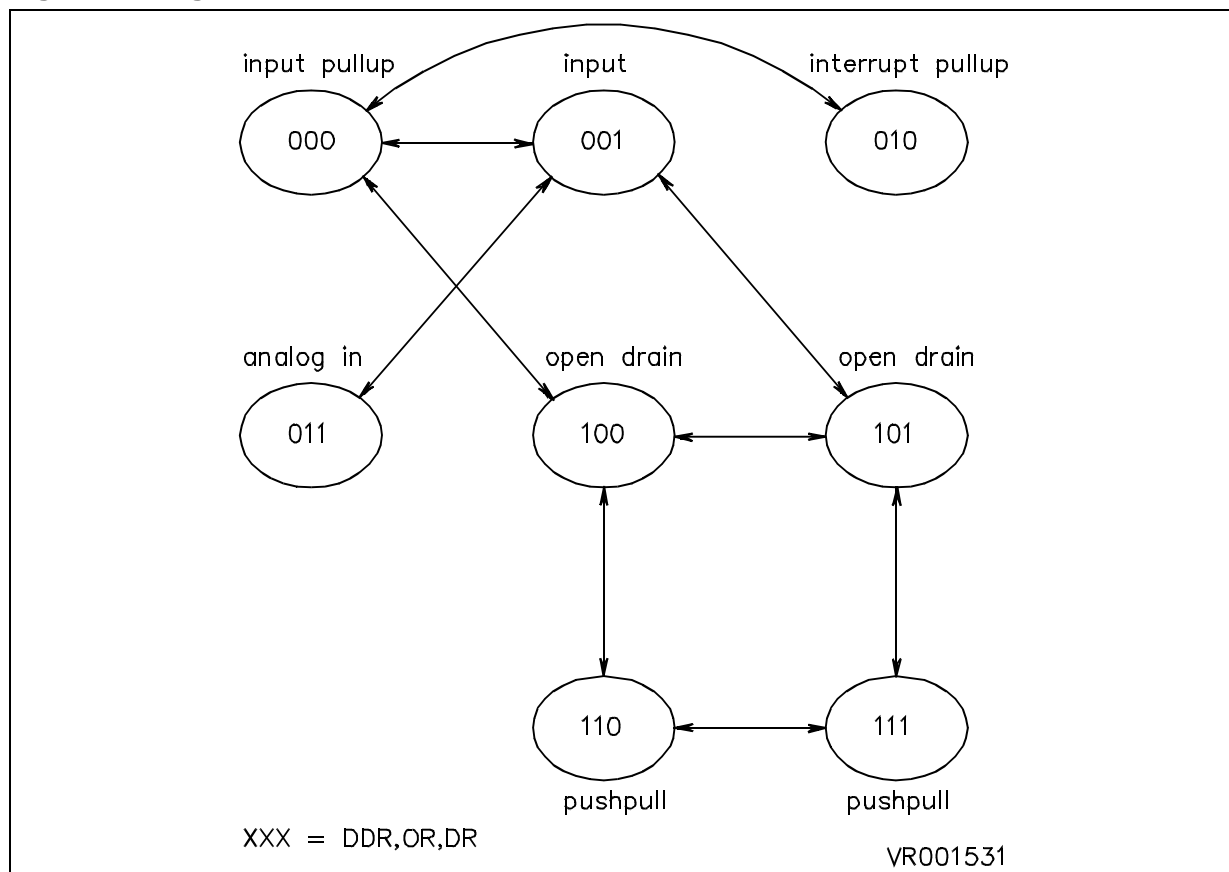 input pullup
input
interrupt pullup
000
001
010
analog in
open drain
open drain
011
100
101
110
111
pushpull
pushpull
XXX = DDR,OR,DR
VR001531